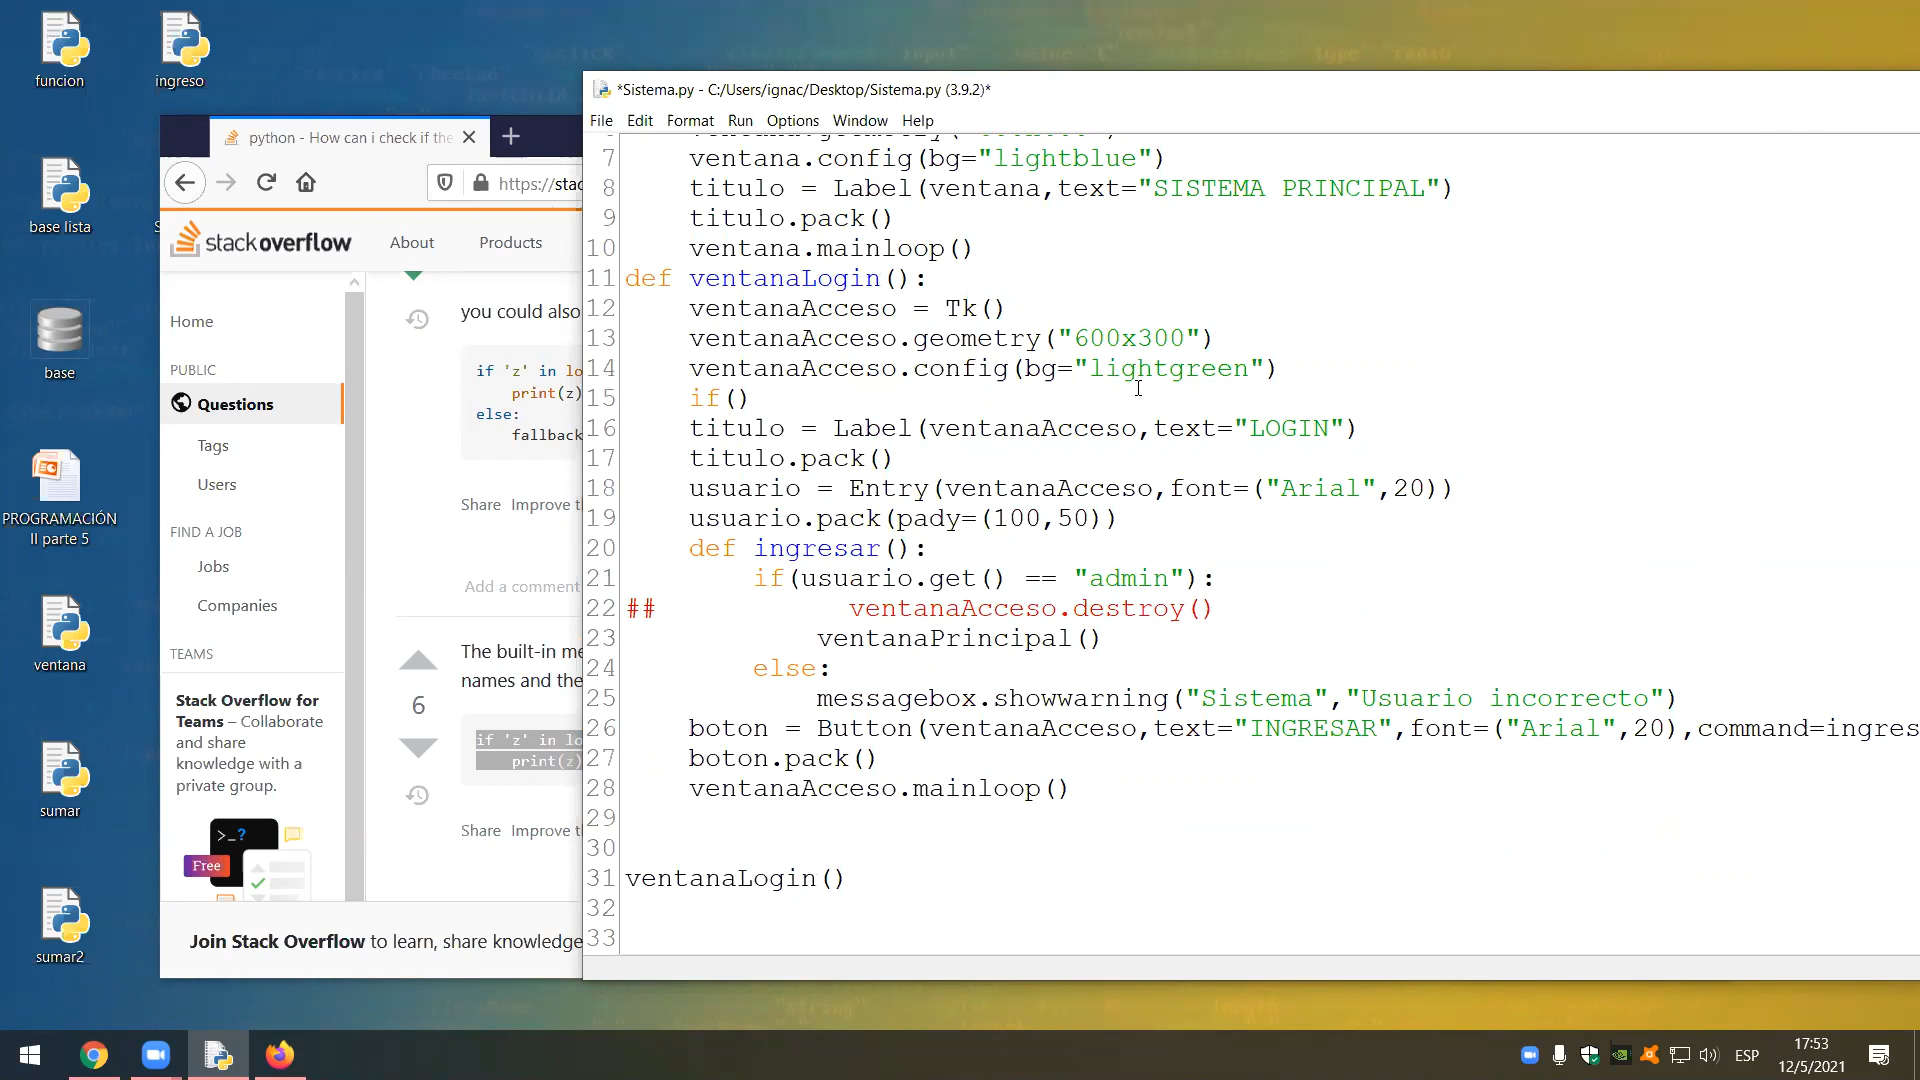 funcion
ingreso
base lista
base
PROGRAMACIÓN
II parte 5
ventana
sumar
sumar2
python - How can i check if the
https://stac
stackoverflow
About
Products
Home
PUBLIC
Questions
Tags
Users
FIND A JOB
Jobs
Companies
TEAMS
Stack Overflow for
Teams – Collaborate
and share
knowledge with a
private group.
>_?
Free
you could also
if 'z' in lo
print(z)
else:
fallback
Share Improve t
Add a comment
The built-in me
names and the
6
if 'z' in lo
print(z)
Share Improve t
Join Stack Overflow to learn, share knowledge
*Sistema.py - C:/Users/ignac/Desktop/Sistema.py (3.9.2)*
File Edit Format Run Options Window Help
7 ventana.config(bg="lightblue")
8 titulo = Label(ventana,text="SISTEMA PRINCIPAL")
9 titulo.pack()
10 ventana.mainloop()
11 def ventanaLogin():
12 ventanaAcceso = Tk()
13 ventanaAcceso.geometry("600x300")
14 ventanaAcceso.config(bg="lightgreen")
15 if()
16 titulo = Label(ventanaAcceso,text="LOGIN")
17 titulo.pack()
18 usuario = Entry(ventanaAcceso,font=("Arial",20))
19 usuario.pack(pady=(100,50))
20 def ingresar():
21 if(usuario.get() == "admin"):
22 ## ventanaAcceso.destroy()
23 ventanaPrincipal()
24 else:
25 messagebox.showwarning("Sistema","Usuario incorrecto")
26 boton = Button(ventanaAcceso,text="INGRESAR",font=("Arial",20),command=ingres
27 boton.pack()
28 ventanaAcceso.mainloop()
29
30
31 ventanaLogin()
32
33
ESP
17:53
12/5/2021